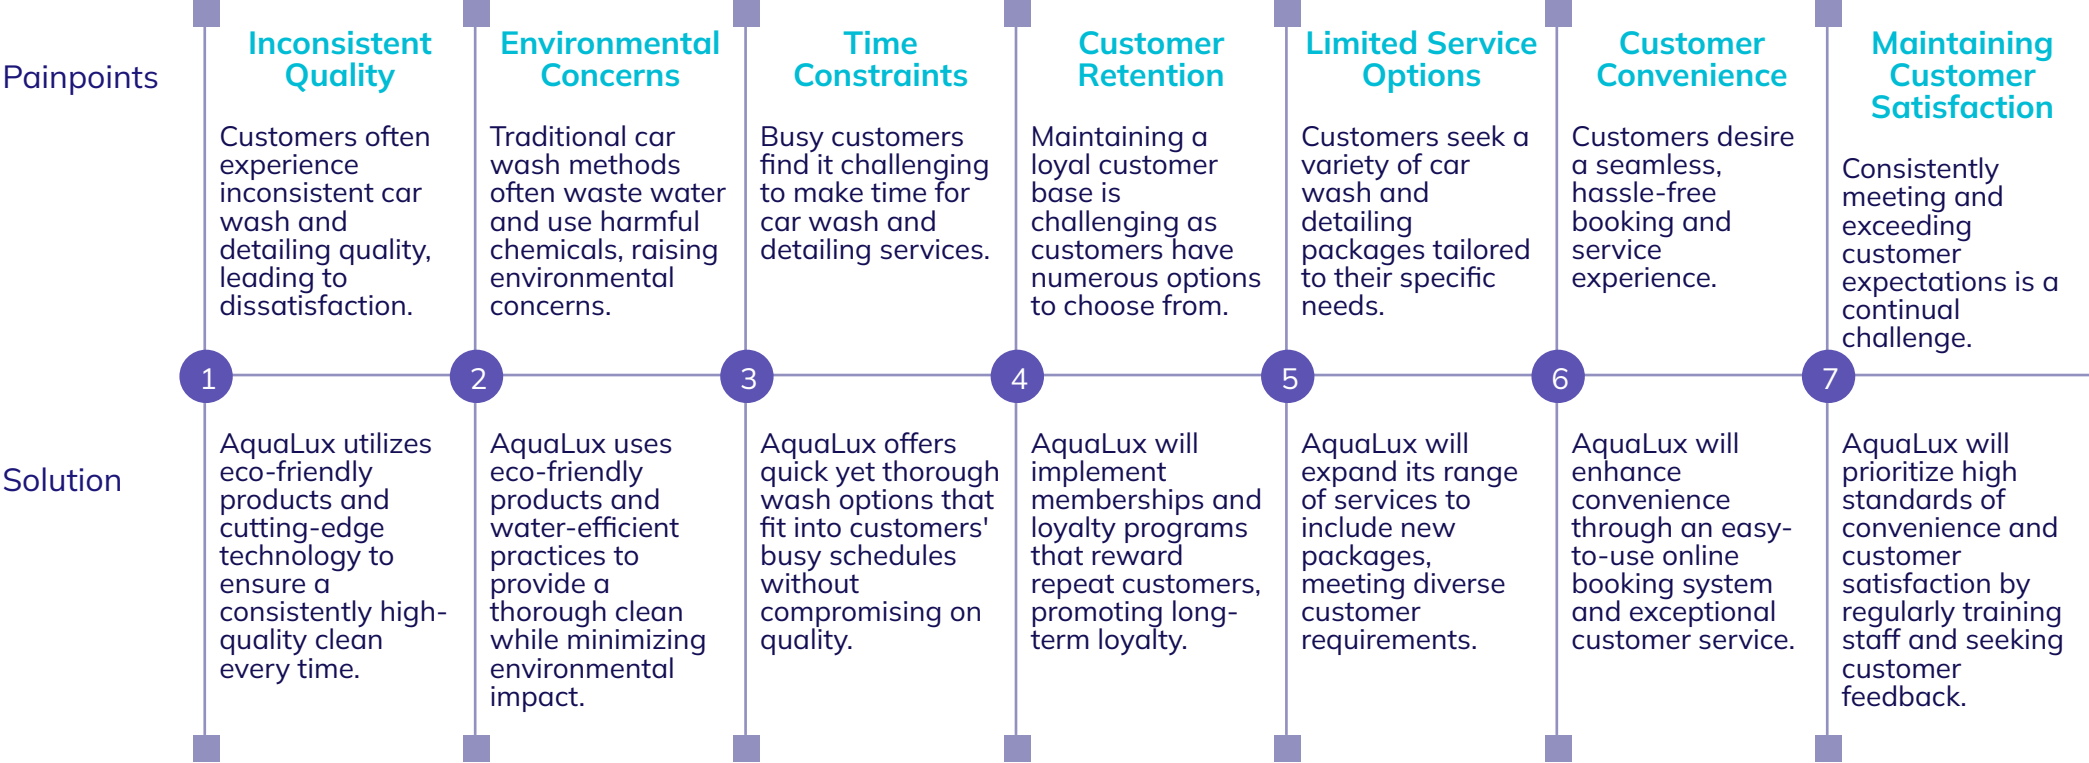 Painpoints
Inconsistent
Quality
Customers often
experience
inconsistent car
wash and
detailing quality,
leading to
dissatisfaction.
Environmental
Concerns
Traditional car
wash methods
often waste water
and use harmful
chemicals, raising
environmental
concerns.
Time
Constraints
Busy customers
find it challenging
to make time for
car wash and
detailing services.
Customer
Retention
Maintaining a
loyal customer
base is
challenging as
customers have
numerous options
to choose from.
Limited Service
Options
Customers seek a
variety of car
wash and
detailing
packages tailored
to their specific
needs.
Customer
Convenience
Customers desire
a seamless,
hassle-free
booking and
service
experience.
Maintaining
Customer
Satisfaction
Consistently
meeting and
exceeding
customer
expectations is a
continual
challenge.
1
2
3
4
5
6
7
Solution
AquaLux utilizes
eco-friendly
products and
cutting-edge
technology to
ensure a
consistently high-
quality clean
every time.
AquaLux uses
eco-friendly
products and
water-efficient
practices to
provide a
thorough clean
while minimizing
environmental
impact.
AquaLux offers
quick yet thorough
wash options that
fit into customers'
busy schedules
without
compromising on
quality.
AquaLux will
implement
memberships and
loyalty programs
that reward
repeat customers,
promoting long-
term loyalty.
AquaLux will
expand its range
of services to
include new
packages,
meeting diverse
customer
requirements.
AquaLux will
enhance
convenience
through an easy-
to-use online
booking system
and exceptional
customer service.
AquaLux will
prioritize high
standards of
convenience and
customer
satisfaction by
regularly training
staff and seeking
customer
feedback.